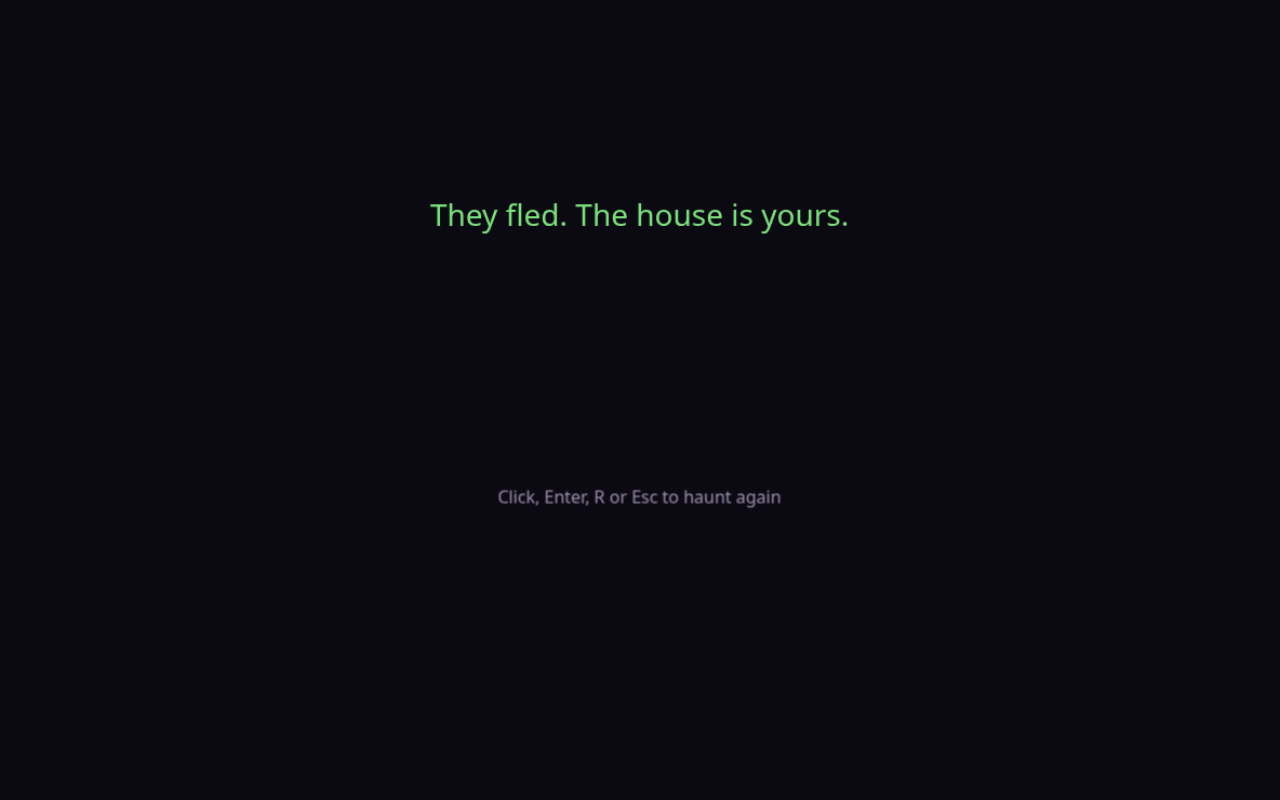 They fled. The house is yours.
Click, Enter, R or Esc to haunt again